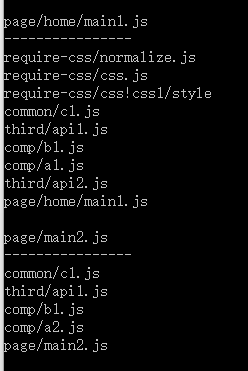 page/home/main1.js
----------------
require-css/normalize.js
require-css/css.js
require-css/css!css1/style
common/c1.js
third/api1.js
comp/b1.js
comp/a1.js
third/api2.js
page/home/main1.js
page/main2.js
----------------
common/c1.js
third/api1.js
comp/b1.js
comp/a2.js
page/main2.js